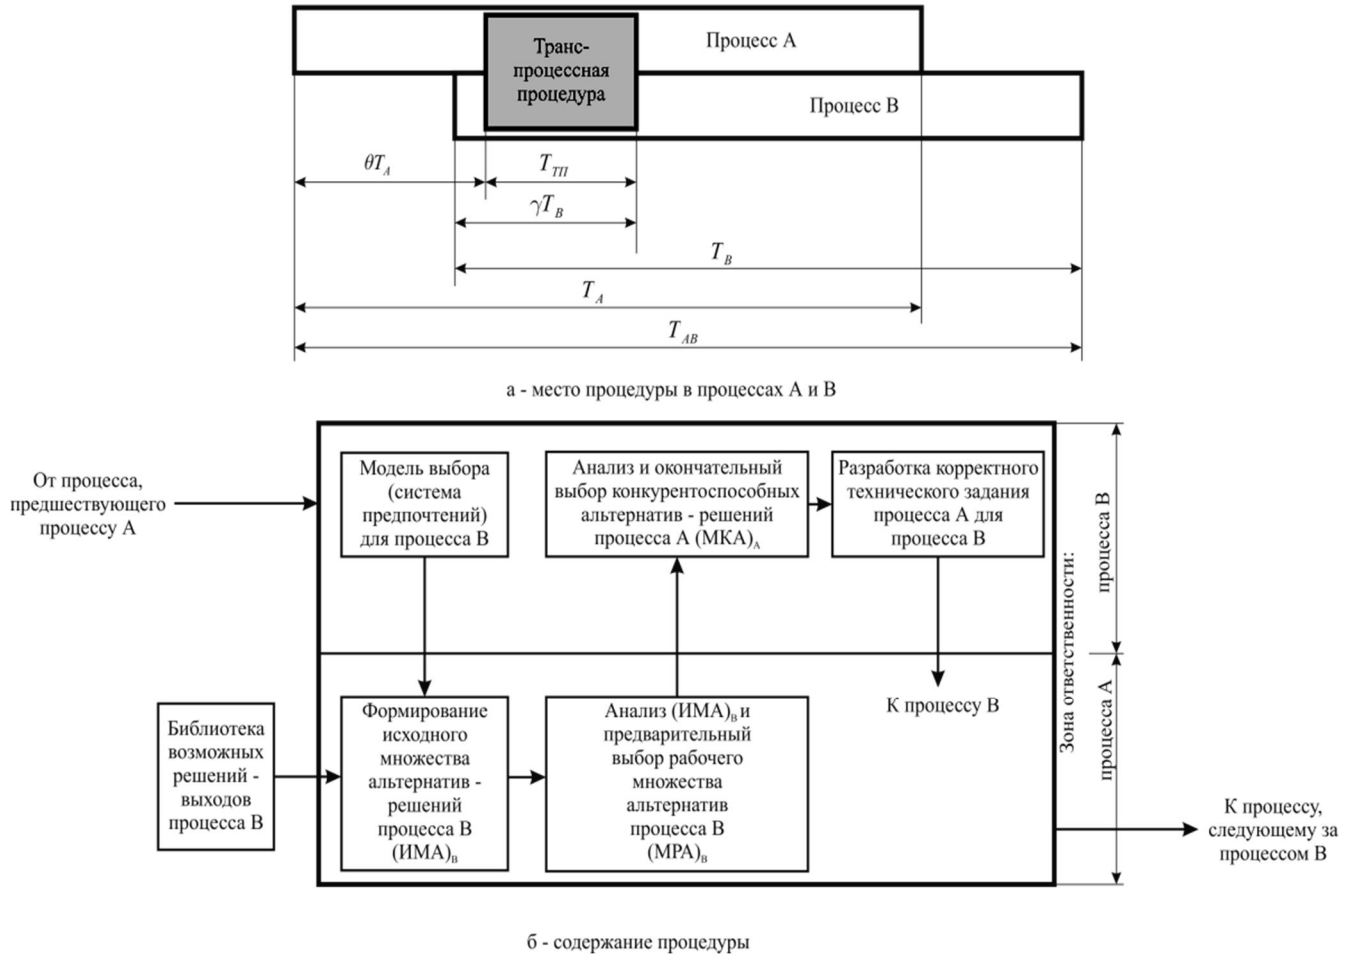 Процесс А
Транс-
процессная
процедура
Процесс В
θT_A
T_ТП
γT_B
T_B
T_A
T_AB
а - место процедуры в процессах А и В
От процесса,
предшествующего
процессу А
Модель выбора
(система
предпочтений)
для процесса В
Анализ и окончательный
выбор конкурентоспособных
альтернатив - решений
процесса А (МКА)_А
Разработка корректного
технического задания
процесса А для
процесса В
Зона ответственности:
процесса В
процесса А
Библиотека
возможных
решений -
выходов
процесса В
Формирование
исходного
множества
альтернатив -
решений
процесса В
(ИМА)_В
Анализ (ИМА)_В и
предварительный
выбор рабочего
множества
альтернатив
процесса В
(МРА)_В
К процессу В
К процессу,
следующему за
процессом В
б - содержание процедуры